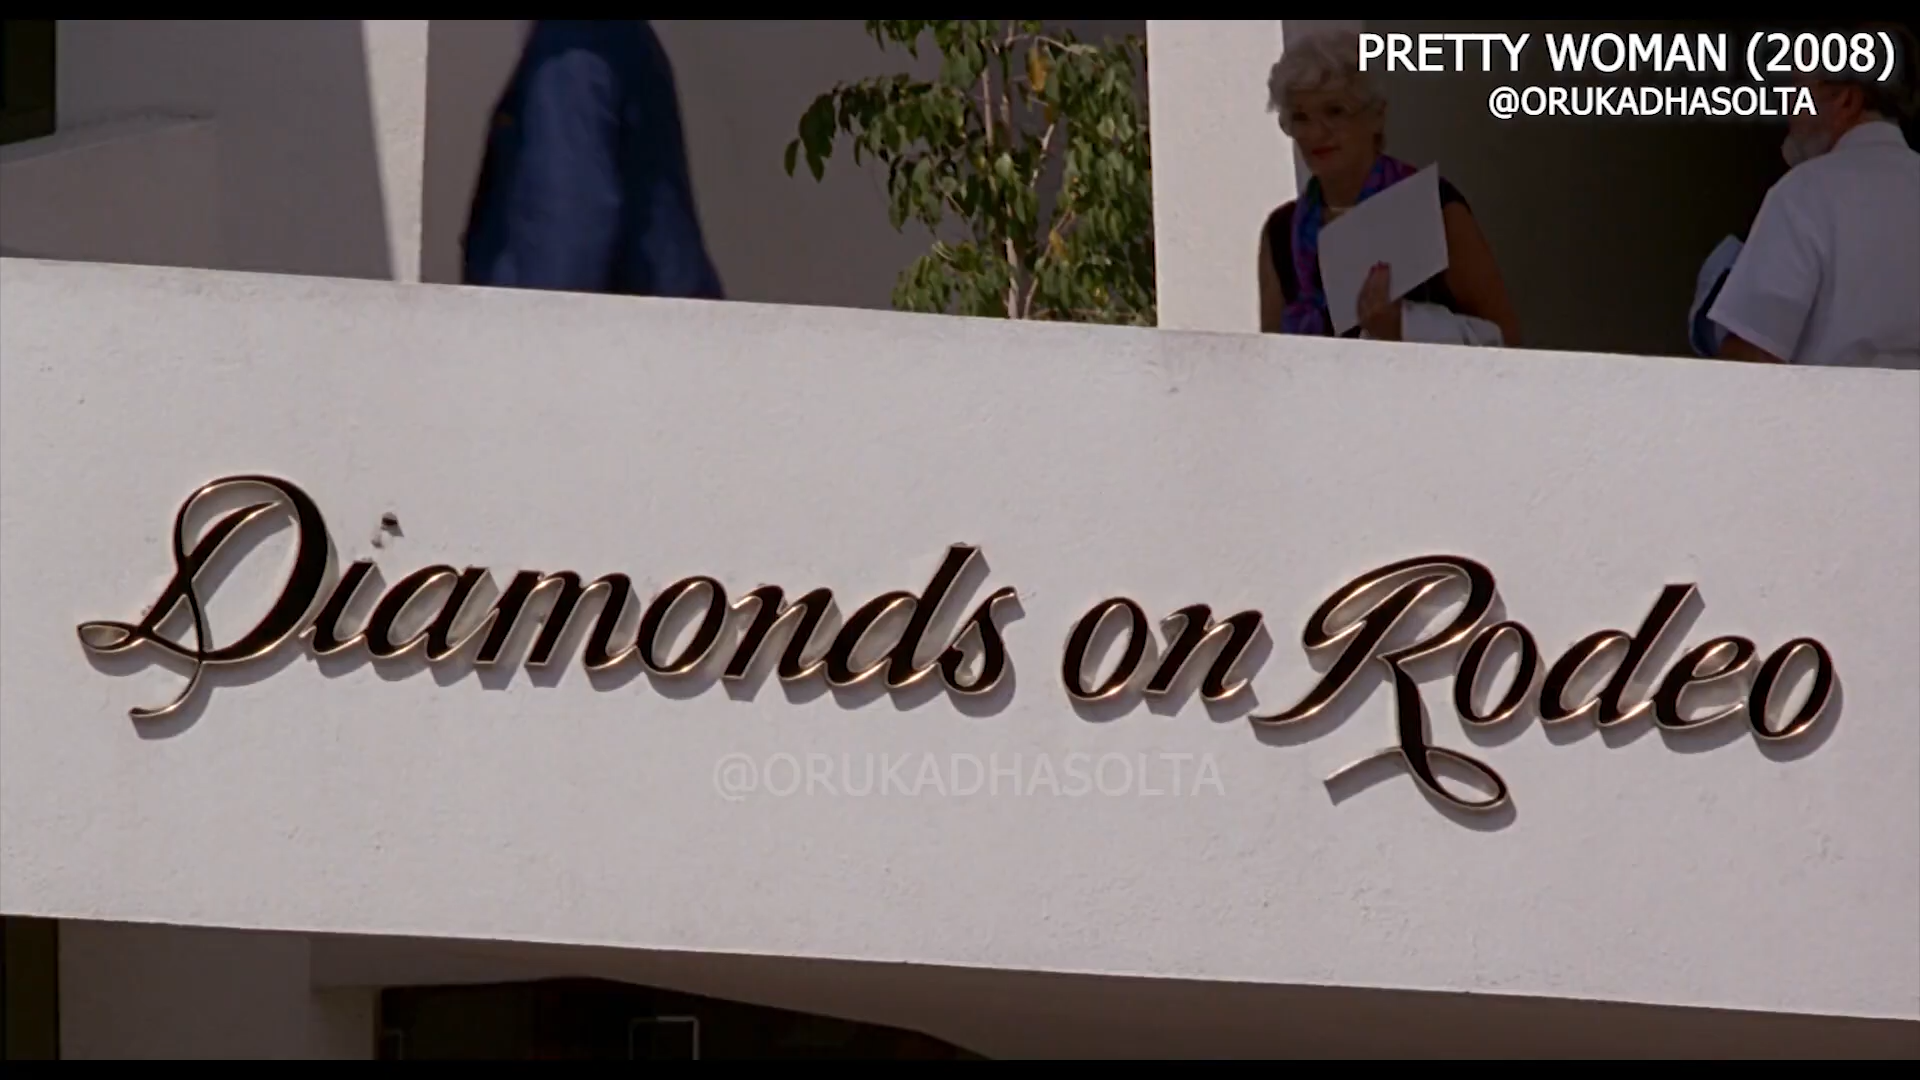 PRETTY WOMAN (2008)
@ORUKADHASOLTA
Diamonds on Rodeo
@ORUKADHASOLTA